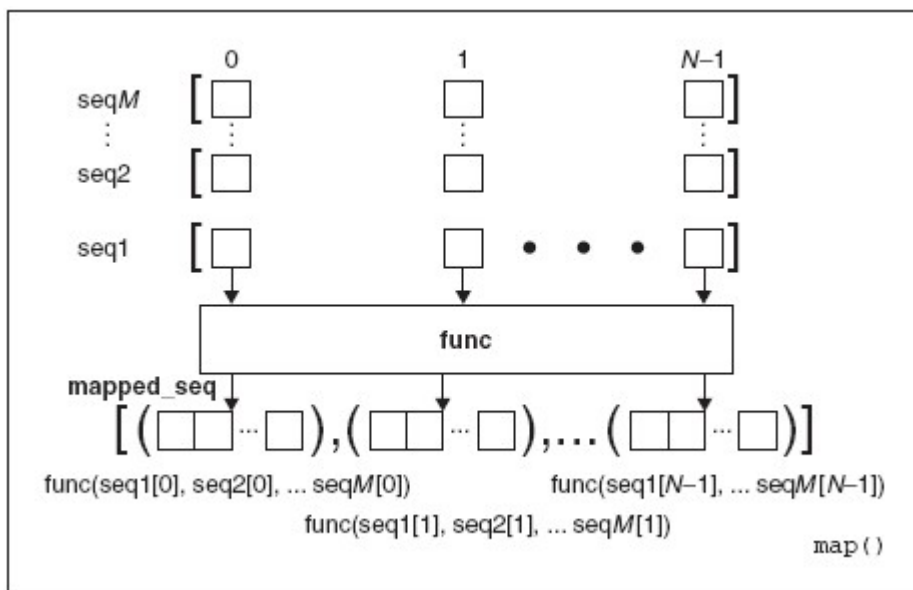 0 1 N–1
seqM [ ]
⋮ ⋮ ⋮ ⋮
seq2 [ ]
seq1 [ • • • ]
func
mapped_seq
[( ... ),( ... ),...( ... )]
func(seq1[0], seq2[0], ... seqM[0]) func(seq1[N–1], ... seqM[N–1])
func(seq1[1], seq2[1], ... seqM[1])
map()